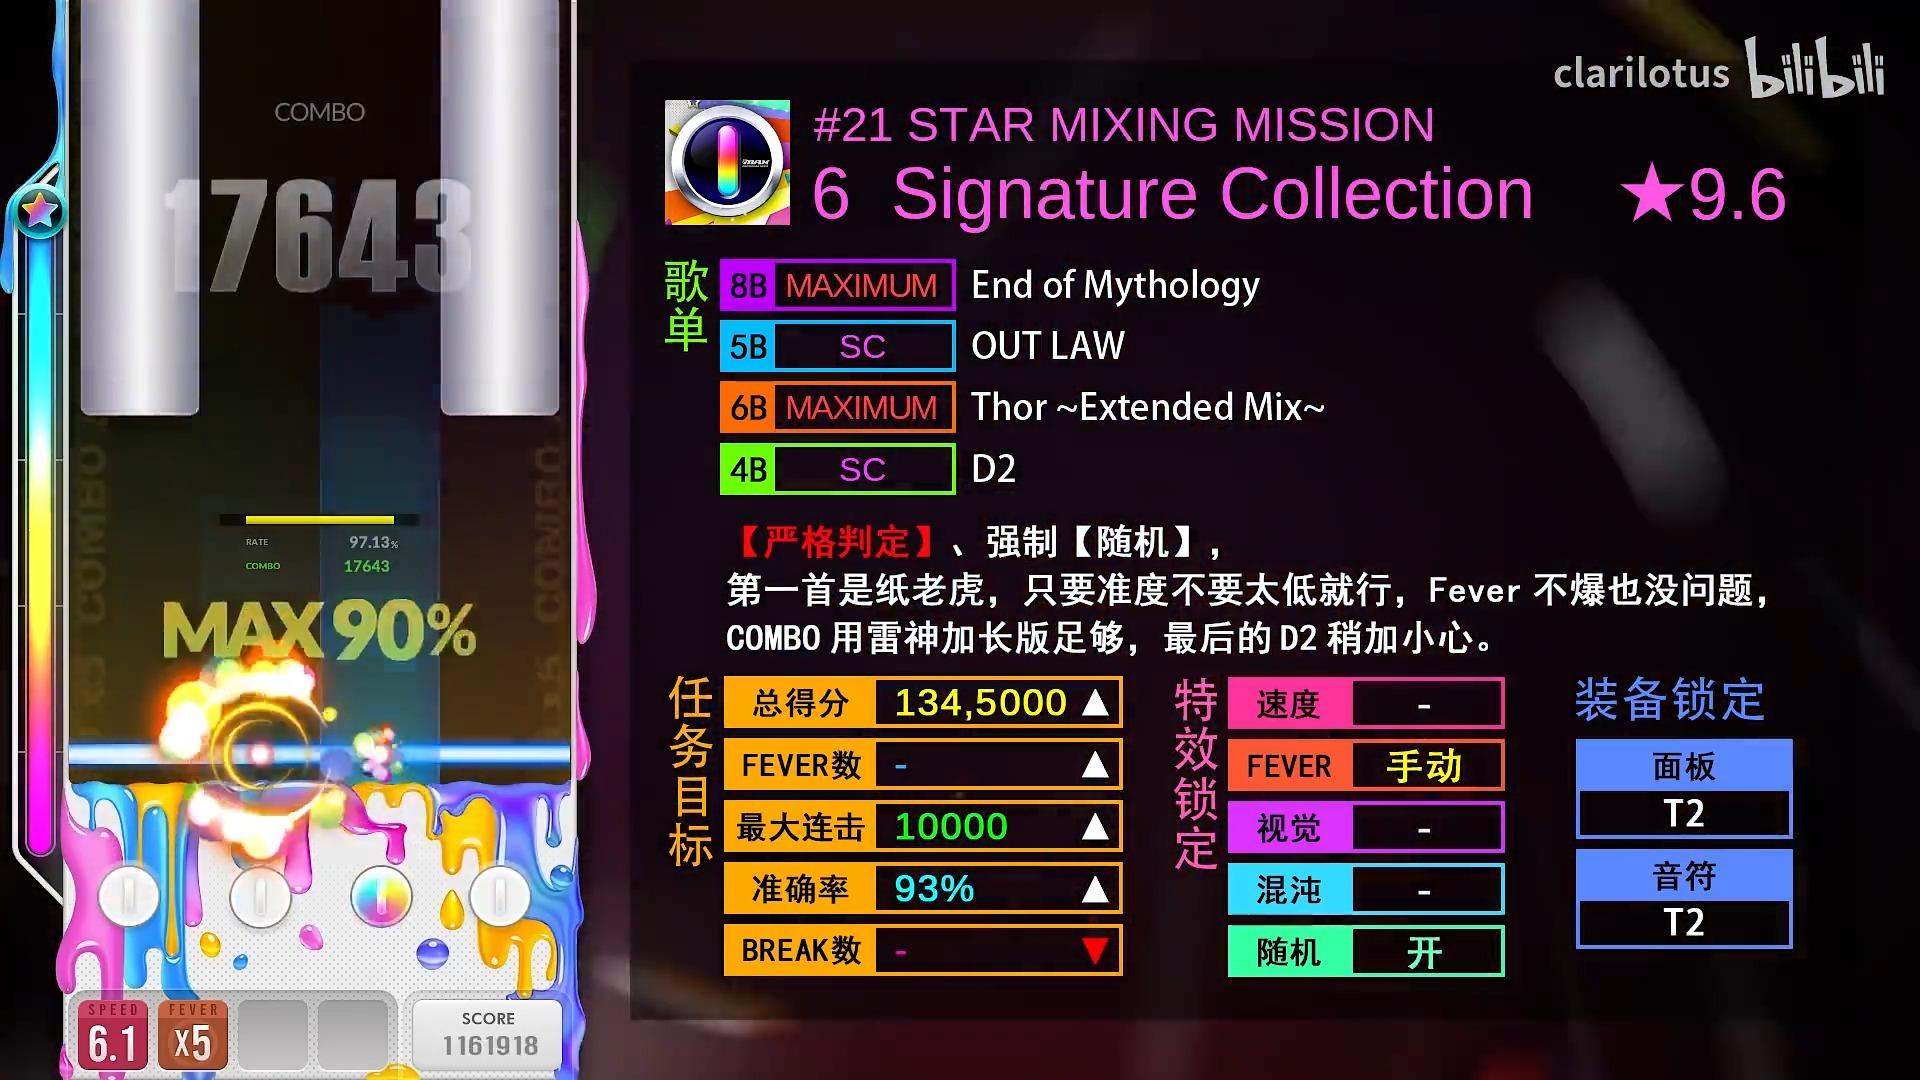 COMBO
17643
RATE 97.13%
COMBO 17643
MAX 90%
SPEED
6.1
FEVER
x5
SCORE
1161918
clarilotus bilibili
#21 STAR MIXING MISSION
6 Signature Collection ★9.6
歌单
8B MAXIMUM End of Mythology
5B SC OUT LAW
6B MAXIMUM Thor ~Extended Mix~
4B SC D2
【严格判定】、强制【随机】,
第一首是纸老虎，只要准度不要太低就行，Fever 不爆也没问题，
COMBO 用雷神加长版足够，最后的 D2 稍加小心。
任务目标
总得分 134,5000 ▲
FEVER数 - ▲
最大连击 10000 ▲
准确率 93% ▲
BREAK数 - ▼
特效锁定
速度 -
FEVER 手动
视觉 -
混沌 -
随机 开
装备锁定
面板
T2
音符
T2